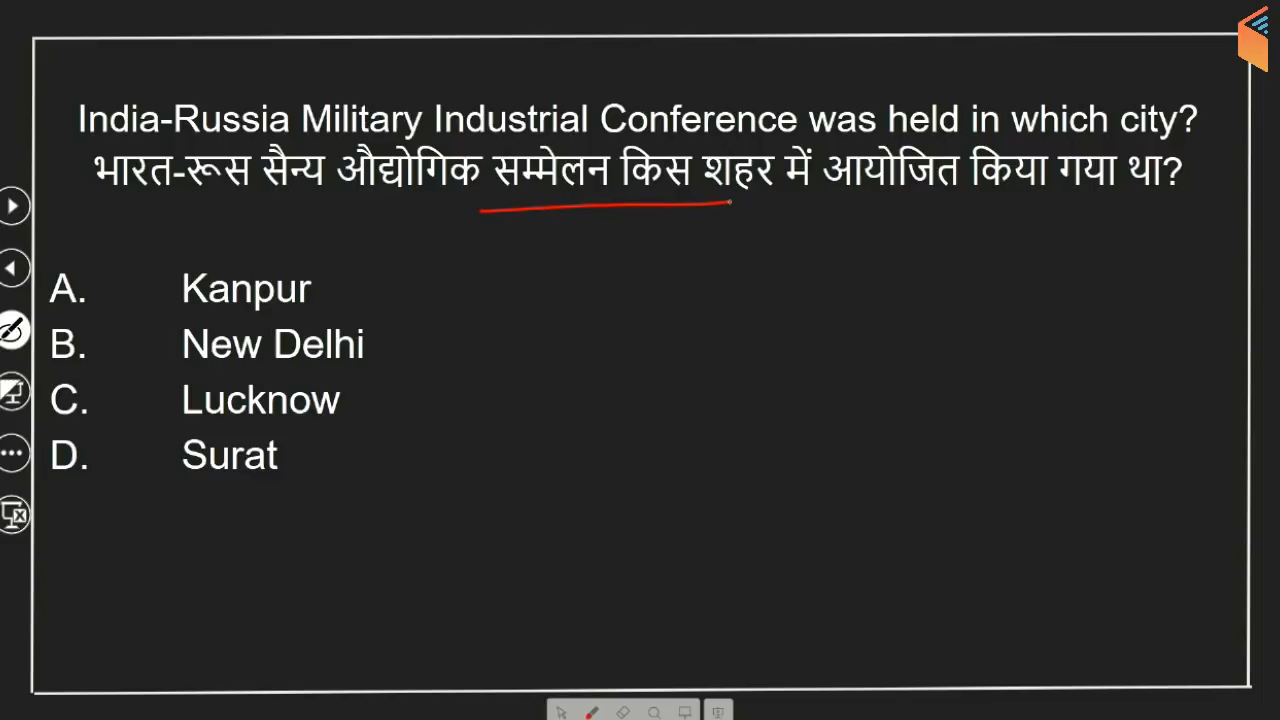 India-Russia Military Industrial Conference was held in which city?
भारत-रूस सैन्य औद्योगिक सम्मेलन किस शहर में आयोजित किया गया था?
A. Kanpur
B. New Delhi
C. Lucknow
D. Surat